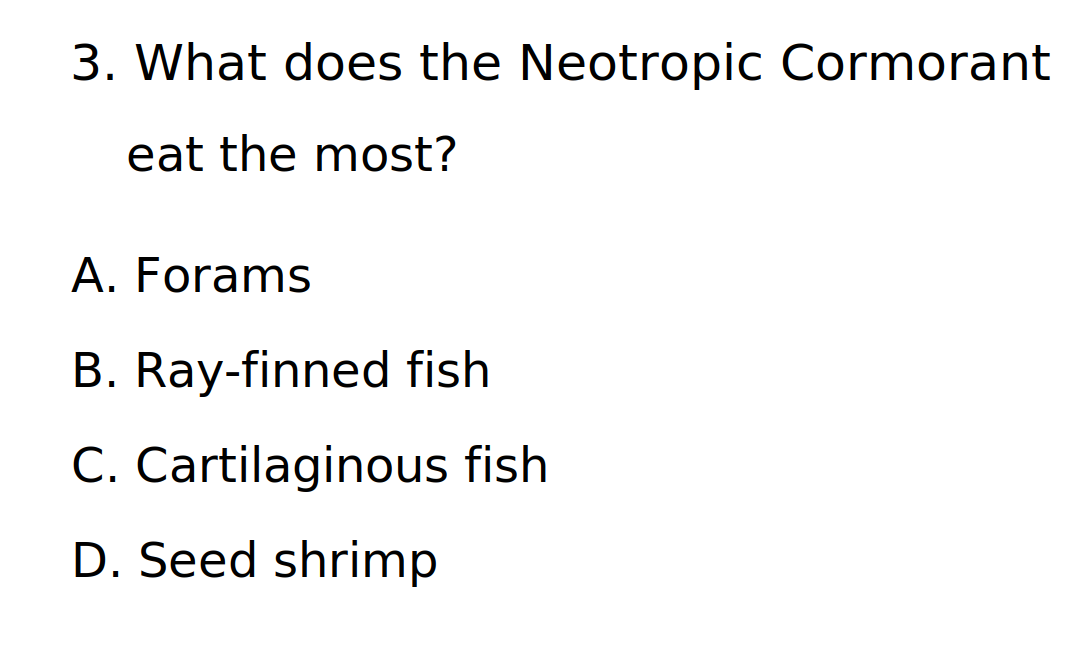 3. What does the Neotropic Cormorant
eat the most?
A. Forams
B. Ray-finned fish
C. Cartilaginous fish
D. Seed shrimp